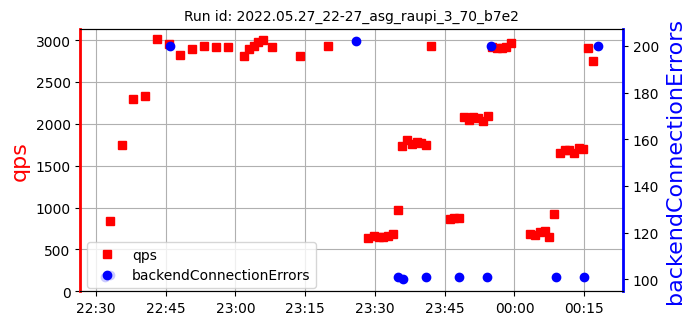 Run id: 2022.05.27_22-27_asg_raupi_3_70_b7e2
3000
2500
2000
1500
1000
500
0
qps
200
180
160
140
120
100
backendConnectionErrors
qps
backendConnectionErrors
22:30 22:45 23:00 23:15 23:30 23:45 00:00 00:15